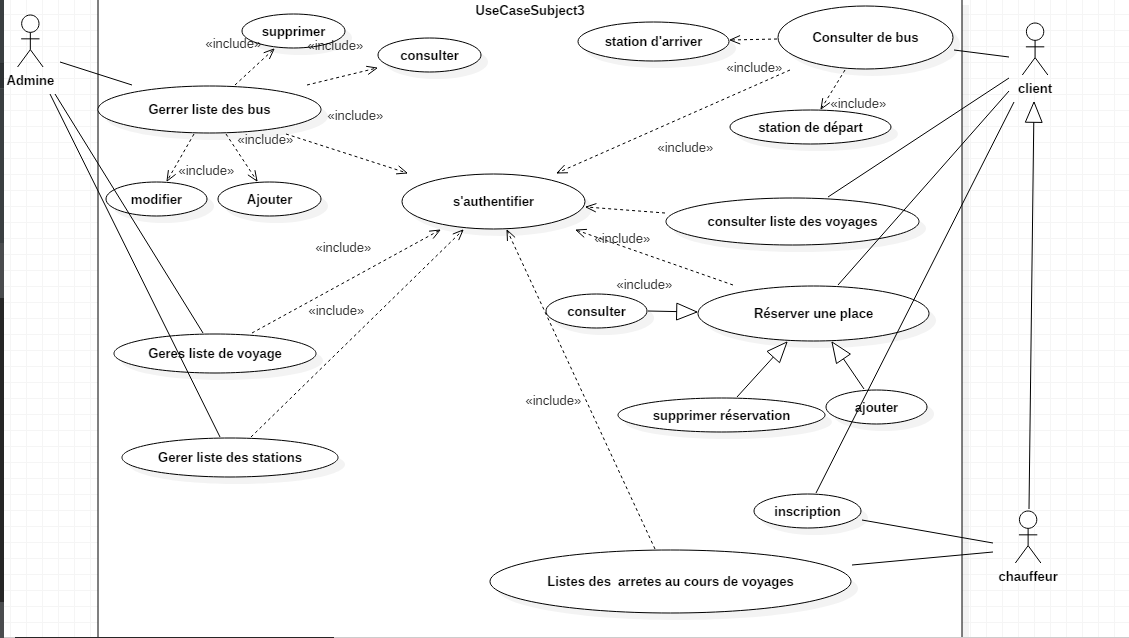 UseCaseSubject3
supprimer
«include»
«include»
consulter
station d'arriver
Consulter de bus
Admine
client
«include»
Gerrer liste des bus
«include»
«include»
station de départ
«include»
«include»
«include»
modifier
Ajouter
s'authentifier
consulter liste des voyages
«include»
«include»
«include»
consulter
«include»
Réserver une place
Geres liste de voyage
«include»
supprimer réservation
ajouter
Gerer liste des stations
inscription
chauffeur
Listes des  arretes au cours de voyages